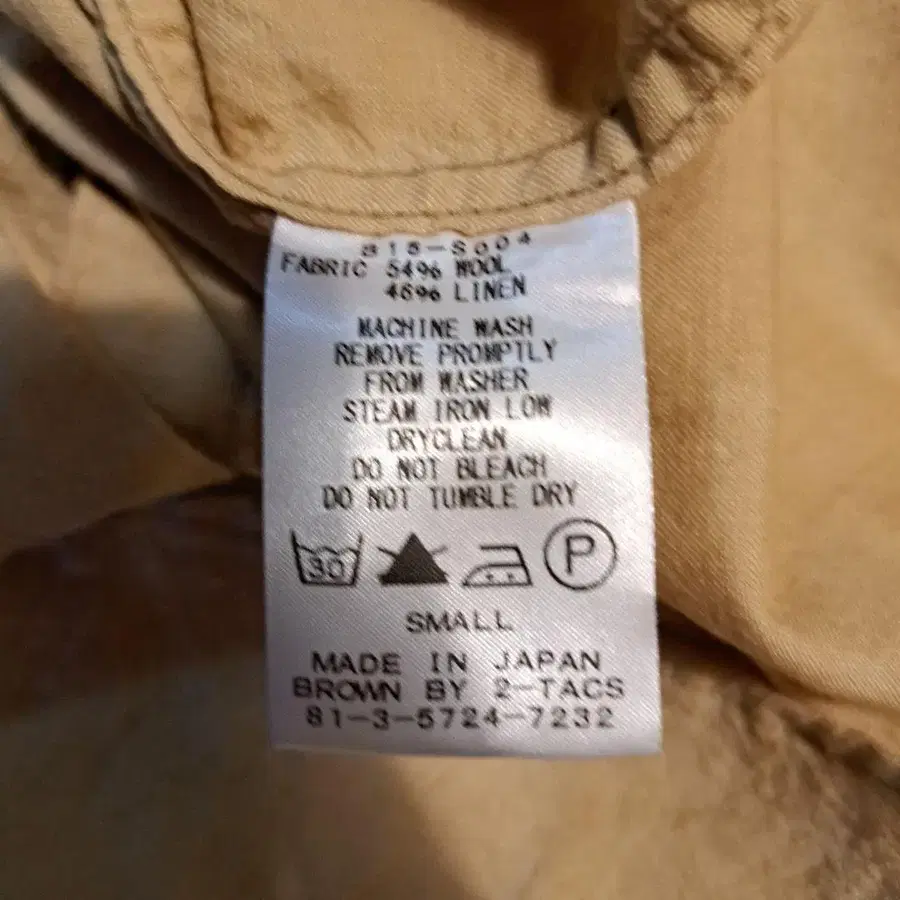 B15-S004
FABRIC 54% WOOL
46% LINEN
MACHINE WASH
REMOVE PROMPTLY
FROM WASHER
STEAM IRON LOW
DRYCLEAN
DO NOT BLEACH
DO NOT TUMBLE DRY
30 P
SMALL
MADE IN JAPAN
BROWN BY 2-TACS
81-3-5724-7232